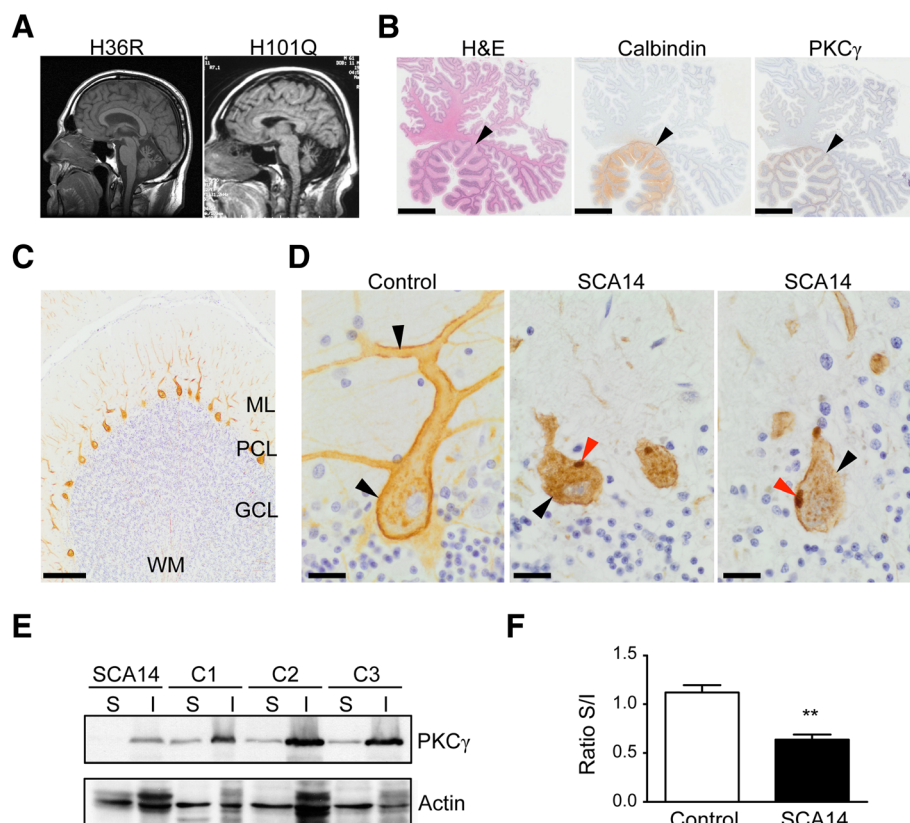 A
H36R
H101Q
B
H&E
Calbindin
PKCγ
C
ML
PCL
GCL
WM
D
Control
SCA14
SCA14
E
SCA14 C1 C2 C3
S I S I S I S I
PKCγ
Actin
F
Ratio S/I
1.5
1.0
0.5
0.0
**
Control
SCA14